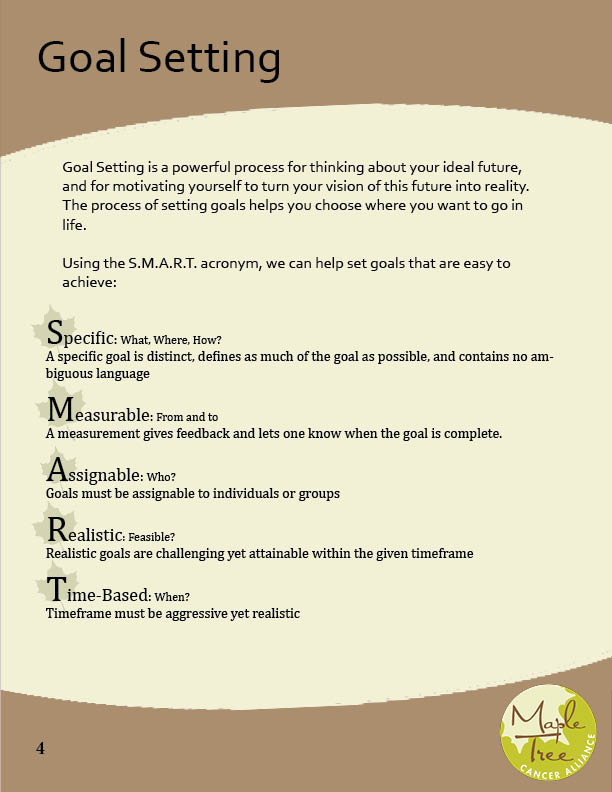 Goal Setting
Goal Setting is a powerful process for thinking about your ideal future,
and for motivating yourself to turn your vision of this future into reality.
The process of setting goals helps you choose where you want to go in
life.
Using the S.M.A.R.T. acronym, we can help set goals that are easy to
achieve:
Specific: What, Where, How?
A specific goal is distinct, defines as much of the goal as possible, and contains no am-
biguous language
Measurable: From and to
A measurement gives feedback and lets one know when the goal is complete.
Assignable: Who?
Goals must be assignable to individuals or groups
Realistic: Feasible?
Realistic goals are challenging yet attainable within the given timeframe
Time-Based: When?
Timeframe must be aggressive yet realistic
4
Maple
Tree
CANCER ALLIANCE